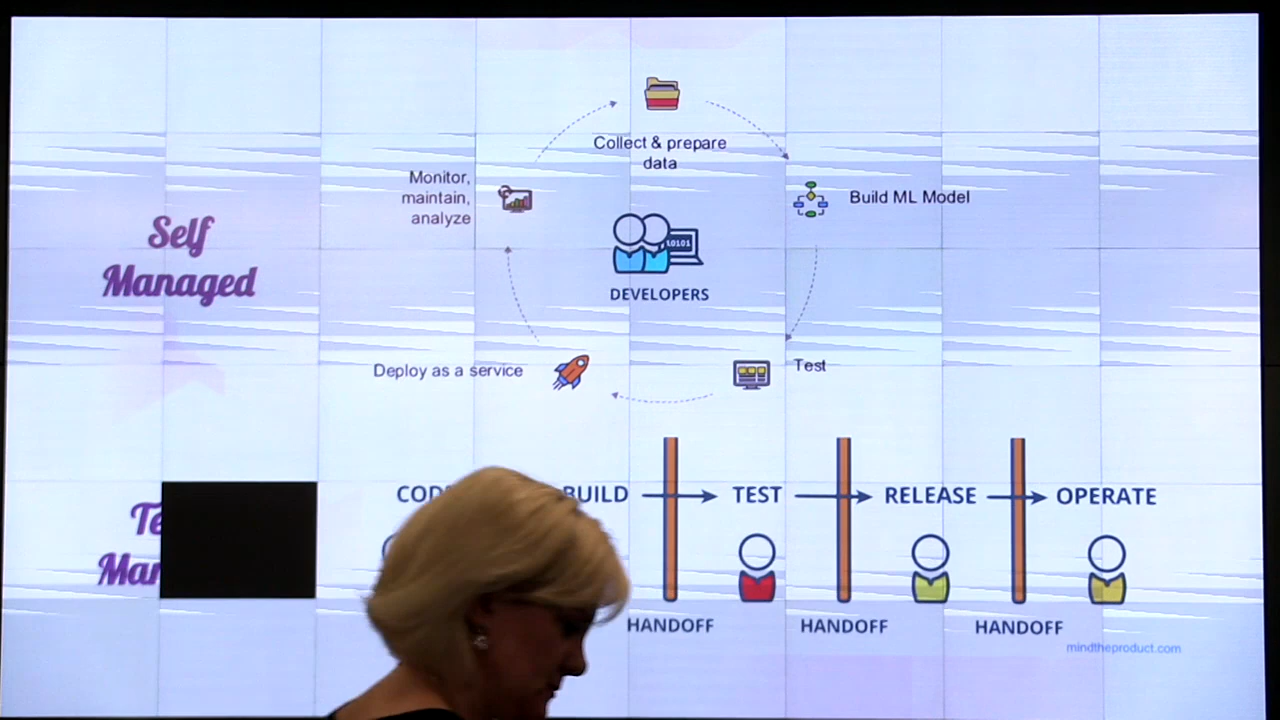 Collect & prepare
data
Monitor,
maintain,
analyze
Build ML Model
10101
Self
Managed
DEVELOPERS
Deploy as a service
Test
BUILD
TEST
RELEASE
OPERATE
HANDOFF
HANDOFF
HANDOFF
mindtheproduct.com